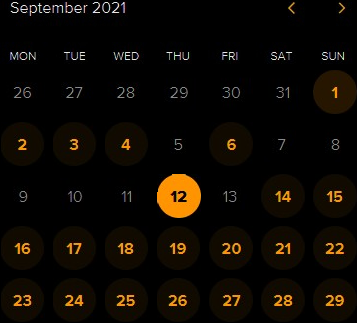 September 2021
MON TUE WED THU FRI SAT SUN
26 27 28 29 30 31 1
2 3 4 5 6 7 8
9 10 11 12 13 14 15
16 17 18 19 20 21 22
23 24 25 26 27 28 29